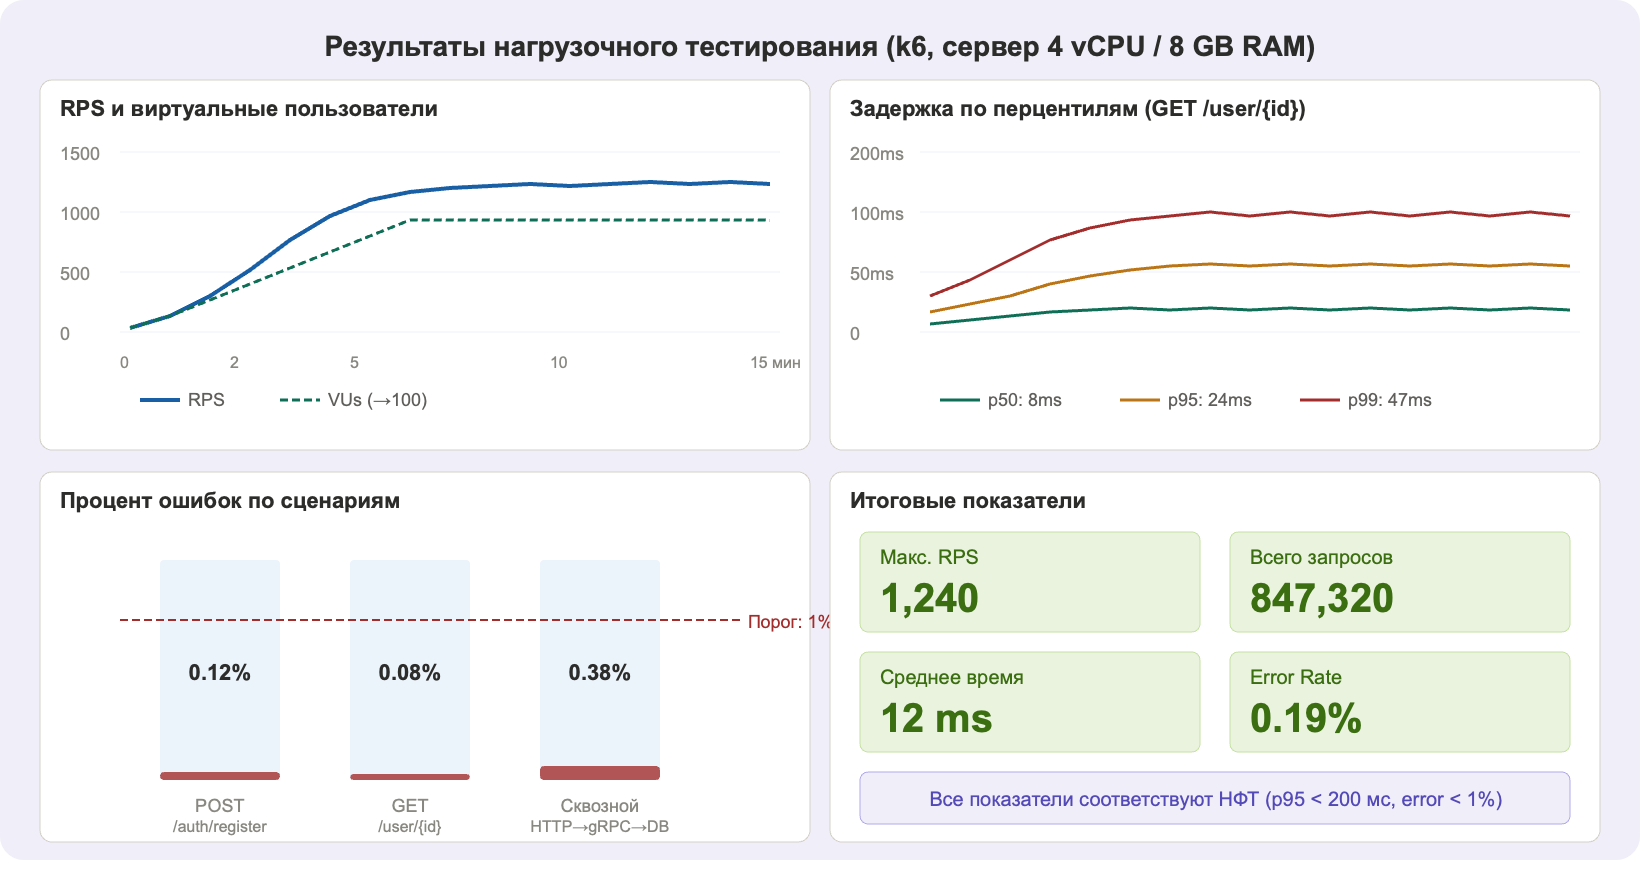 Результаты нагрузочного тестирования (k6, сервер 4 vCPU / 8 GB RAM)
RPS и виртуальные пользователи
1500
1000
500
0
0 2 5 10 15 мин
RPS VUs (→100)
Задержка по перцентилям (GET /user/{id})
200ms
100ms
50ms
0
p50: 8ms p95: 24ms p99: 47ms
Процент ошибок по сценариям
Порог: 1%
0.12% 0.08% 0.38%
POST GET Сквозной
/auth/register /user/{id} HTTP→gRPC→DB
Итоговые показатели
Макс. RPS
1,240
Всего запросов
847,320
Среднее время
12 ms
Error Rate
0.19%
Все показатели соответствуют НФТ (p95 < 200 мс, error < 1%)